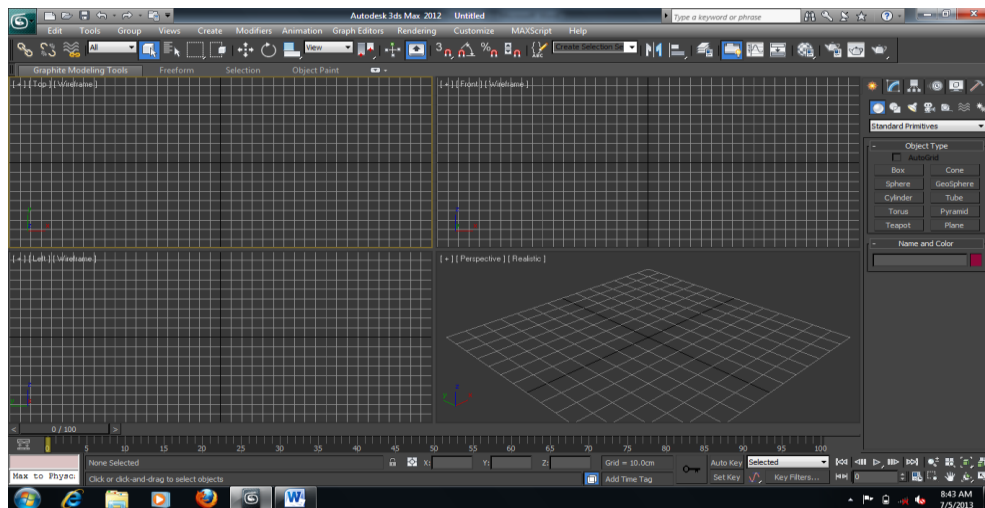 Autodesk 3ds Max 2012 Untitled
Type a keyword or phrase
Edit Tools Group Views Create Modifiers Animation Graph Editors Rendering Customize MAXScript Help
All View 3 Create Selection Se
Graphite Modeling Tools Freeform Selection Object Paint
[ + ] [ Top ] [ Wireframe ]
[ + ] [ Front ] [ Wireframe ]
[ + ] [ Left ] [ Wireframe ]
[ + ] [ Perspective ] [ Realistic ]
Standard Primitives
- Object Type
AutoGrid
Box Cone
Sphere GeoSphere
Cylinder Tube
Torus Pyramid
Teapot Plane
- Name and Color
< 0 / 100 >
0 5 10 15 20 25 30 35 40 45 50 55 60 65 70 75 80 85 90 95 100
None Selected X: Y: Z: Grid = 10.0cm Auto Key Selected
Max to Physc. Click or click-and-drag to select objects Add Time Tag Set Key Key Filters... 0
8:43 AM
7/5/2013